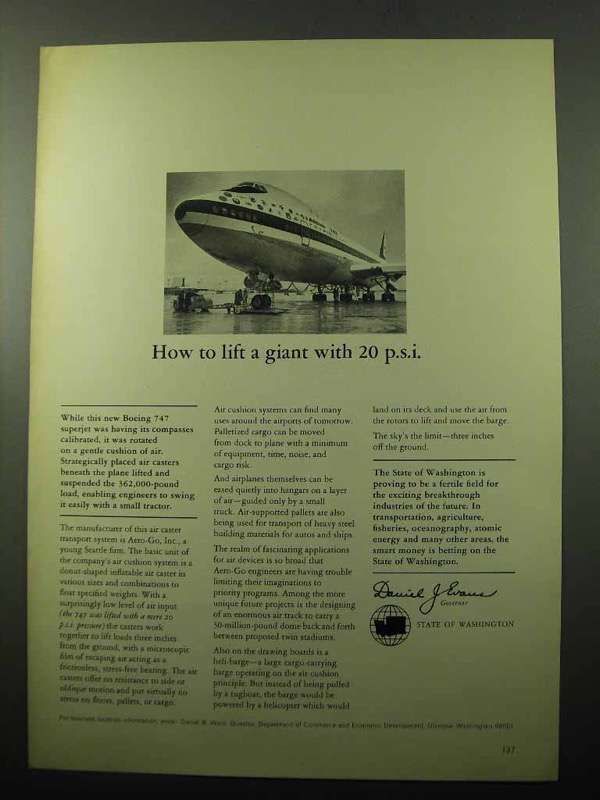 How to lift a giant with 20 p.s.i.
While this new Boeing 747
superjet was having its compasses
calibrated, it was rotated
on a gentle cushion of air.
Strategically placed air casters
beneath the plane lifted and
suspended the 362,000-pound
load, enabling engineers to swing
it easily with a small tractor.
The manufacturer of this air caster
transport system is Aero-Go, Inc., a
young Seattle firm. The basic unit of
the company's air cushion system is a
donut-shaped inflatable air caster in
various sizes and combinations to
float specified weights. With a
surprisingly low level of air input
(the 747 was lifted with a mere 20
p.s.i. pressure) the casters work
together to lift loads three inches
from the ground, with a microscopic
film of escaping air acting as a
frictionless, stress-free bearing. The air
casters offer no resistance to side or
oblique motion and put virtually no
stress on floors, pallets, or cargo.
Air cushion systems can find many
uses around the airports of tomorrow.
Palletized cargo can be moved
from dock to plane with a minimum
of equipment, time, noise, and
cargo risk.
And airplanes themselves can be
eased quietly into hangars on a layer
of air—guided only by a small
truck. Air-supported pallets are also
being used for transport of heavy steel
building materials for autos and ships.
The realm of fascinating applications
for air devices is so broad that
Aero-Go engineers are having trouble
limiting their imaginations to
priority programs. Among the more
unique future projects is the designing
of an enormous air track to carry a
50-million-pound dome back and forth
between proposed twin stadiums.
Also on the drawing boards is a
heli-barge—a large cargo-carrying
barge operating on the air cushion
principle. But instead of being pulled
by a tugboat, the barge would be
powered by a helicopter which would
land on its deck and use the air from
the rotors to lift and move the barge.
The sky's the limit—three inches
off the ground.
The State of Washington is
proving to be a fertile field for
the exciting breakthrough
industries of the future. In
transportation, agriculture,
fisheries, oceanography, atomic
energy and many other areas, the
smart money is betting on the
State of Washington.
Daniel J Evans
Governor
STATE OF WASHINGTON
For business location information, write: Daniel B. Ward, Director, Department of Commerce and Economic Development, Olympia, Washington 98501
137